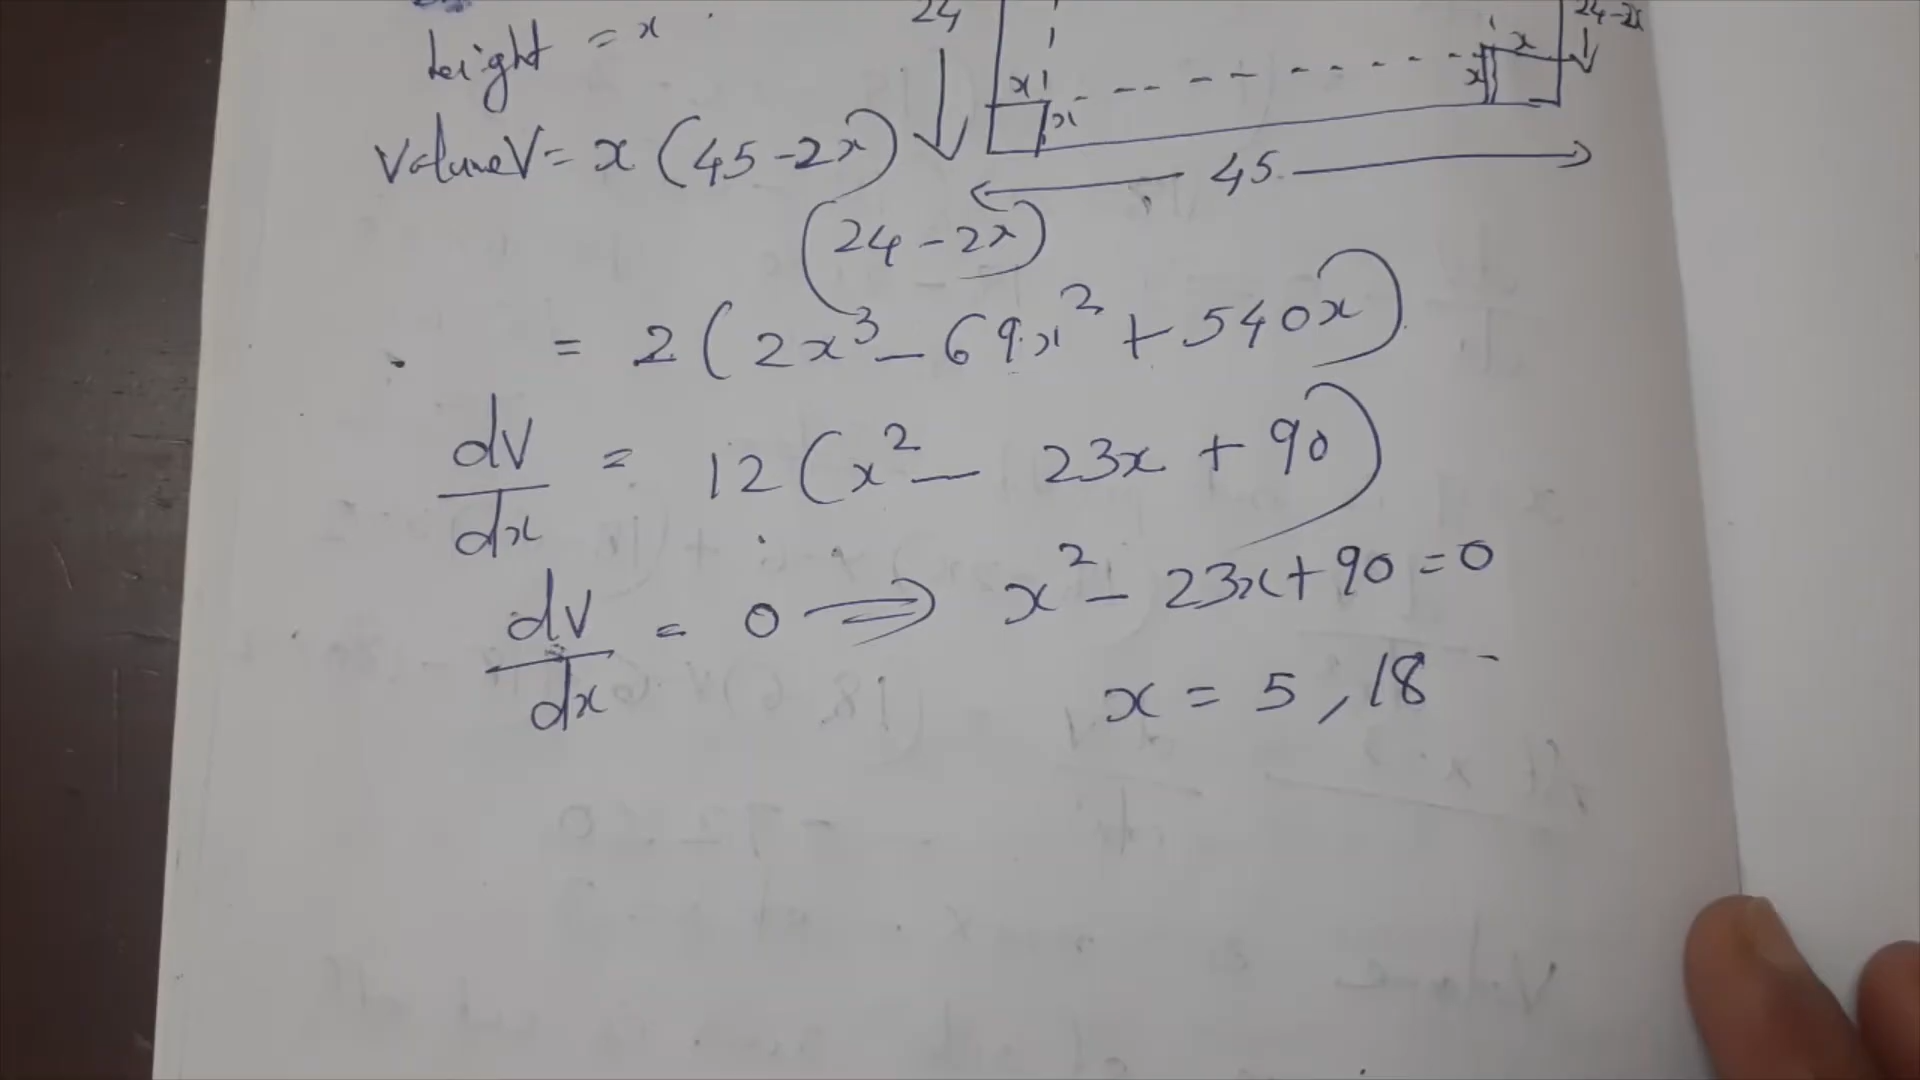 height = x
24
24-2x
x
x
x
x
Volume V = x (45-2x)
45
(24-2x)
= 2 (2x³ - 69x² + 540x)
dV/dx = 12 (x² - 23x + 90)
dV/dx = 0 ⟹ x² - 23x + 90 = 0
x = 5, 18